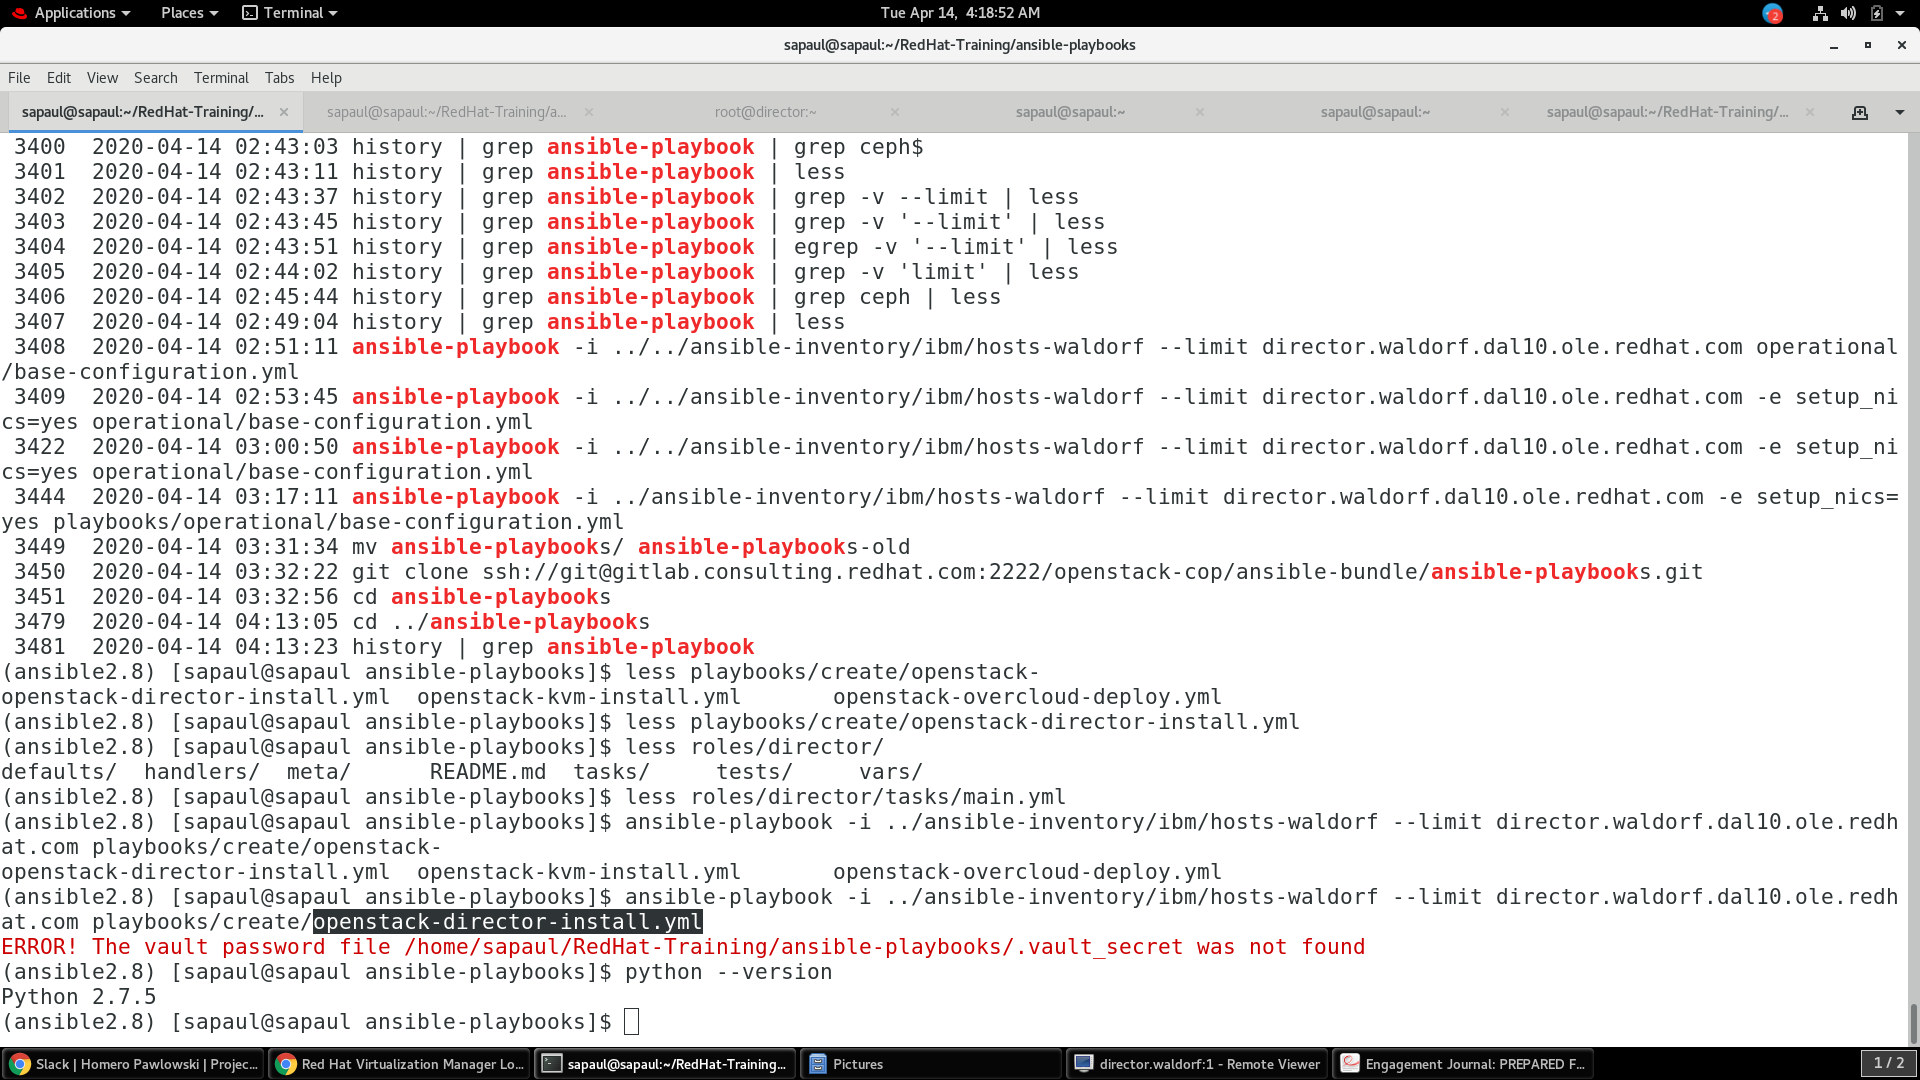 Applications Places Terminal Tue Apr 14, 4:18:52 AM 2
sapaul@sapaul:~/RedHat-Training/ansible-playbooks
File Edit View Search Terminal Tabs Help
sapaul@sapaul:~/RedHat-Training/... × sapaul@sapaul:~/RedHat-Training/a... × root@director:~ × sapaul@sapaul:~ × sapaul@sapaul:~ × sapaul@sapaul:~/RedHat-Training/... ×
3400  2020-04-14 02:43:03 history | grep ansible-playbook | grep ceph$
3401  2020-04-14 02:43:11 history | grep ansible-playbook | less
3402  2020-04-14 02:43:37 history | grep ansible-playbook | grep -v --limit | less
3403  2020-04-14 02:43:45 history | grep ansible-playbook | grep -v '--limit' | less
3404  2020-04-14 02:43:51 history | grep ansible-playbook | egrep -v '--limit' | less
3405  2020-04-14 02:44:02 history | grep ansible-playbook | grep -v 'limit' | less
3406  2020-04-14 02:45:44 history | grep ansible-playbook | grep ceph | less
3407  2020-04-14 02:49:04 history | grep ansible-playbook | less
3408  2020-04-14 02:51:11 ansible-playbook -i ../../ansible-inventory/ibm/hosts-waldorf --limit director.waldorf.dal10.ole.redhat.com operational
/base-configuration.yml
3409  2020-04-14 02:53:45 ansible-playbook -i ../../ansible-inventory/ibm/hosts-waldorf --limit director.waldorf.dal10.ole.redhat.com -e setup_ni
cs=yes operational/base-configuration.yml
3422  2020-04-14 03:00:50 ansible-playbook -i ../../ansible-inventory/ibm/hosts-waldorf --limit director.waldorf.dal10.ole.redhat.com -e setup_ni
cs=yes operational/base-configuration.yml
3444  2020-04-14 03:17:11 ansible-playbook -i ../ansible-inventory/ibm/hosts-waldorf --limit director.waldorf.dal10.ole.redhat.com -e setup_nics=
yes playbooks/operational/base-configuration.yml
3449  2020-04-14 03:31:34 mv ansible-playbooks/ ansible-playbooks-old
3450  2020-04-14 03:32:22 git clone ssh://git@gitlab.consulting.redhat.com:2222/openstack-cop/ansible-bundle/ansible-playbooks.git
3451  2020-04-14 03:32:56 cd ansible-playbooks
3479  2020-04-14 04:13:05 cd ../ansible-playbooks
3481  2020-04-14 04:13:23 history | grep ansible-playbook
(ansible2.8) [sapaul@sapaul ansible-playbooks]$ less playbooks/create/openstack-
openstack-director-install.yml  openstack-kvm-install.yml       openstack-overcloud-deploy.yml
(ansible2.8) [sapaul@sapaul ansible-playbooks]$ less playbooks/create/openstack-director-install.yml
(ansible2.8) [sapaul@sapaul ansible-playbooks]$ less roles/director/
defaults/  handlers/  meta/      README.md  tasks/     tests/     vars/
(ansible2.8) [sapaul@sapaul ansible-playbooks]$ less roles/director/tasks/main.yml
(ansible2.8) [sapaul@sapaul ansible-playbooks]$ ansible-playbook -i ../ansible-inventory/ibm/hosts-waldorf --limit director.waldorf.dal10.ole.redh
at.com playbooks/create/openstack-
openstack-director-install.yml  openstack-kvm-install.yml       openstack-overcloud-deploy.yml
(ansible2.8) [sapaul@sapaul ansible-playbooks]$ ansible-playbook -i ../ansible-inventory/ibm/hosts-waldorf --limit director.waldorf.dal10.ole.redh
at.com playbooks/create/openstack-director-install.yml
ERROR! The vault password file /home/sapaul/RedHat-Training/ansible-playbooks/.vault_secret was not found
(ansible2.8) [sapaul@sapaul ansible-playbooks]$ python --version
Python 2.7.5
(ansible2.8) [sapaul@sapaul ansible-playbooks]$
Slack | Homero Pawlowski | Projec... Red Hat Virtualization Manager Lo... sapaul@sapaul:~/RedHat-Training... Pictures director.waldorf:1 - Remote Viewer Engagement Journal: PREPARED F... 1 / 2